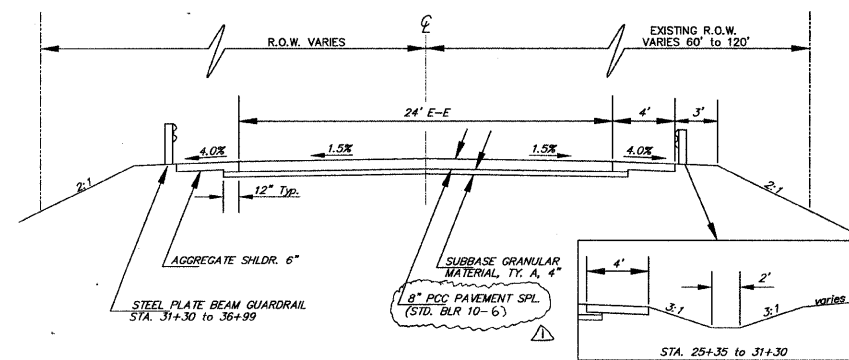 ℄
R.O.W. VARIES
EXISTING R.O.W.
VARIES 60' to 120'
24' E-E
4'
3'
4.0%
1.5%
1.5%
4.0%
2:1
2:1
12" Typ.
AGGREGATE SHLDR. 6"
SUBBASE GRANULAR
MATERIAL, TY. A, 4"
STEEL PLATE BEAM GUARDRAIL
STA. 31+30 to 36+99
8" PCC PAVEMENT SPL.
(STD. BLR 10-6)
1
4'
2'
3:1
3:1
varies
STA. 25+35 to 31+30